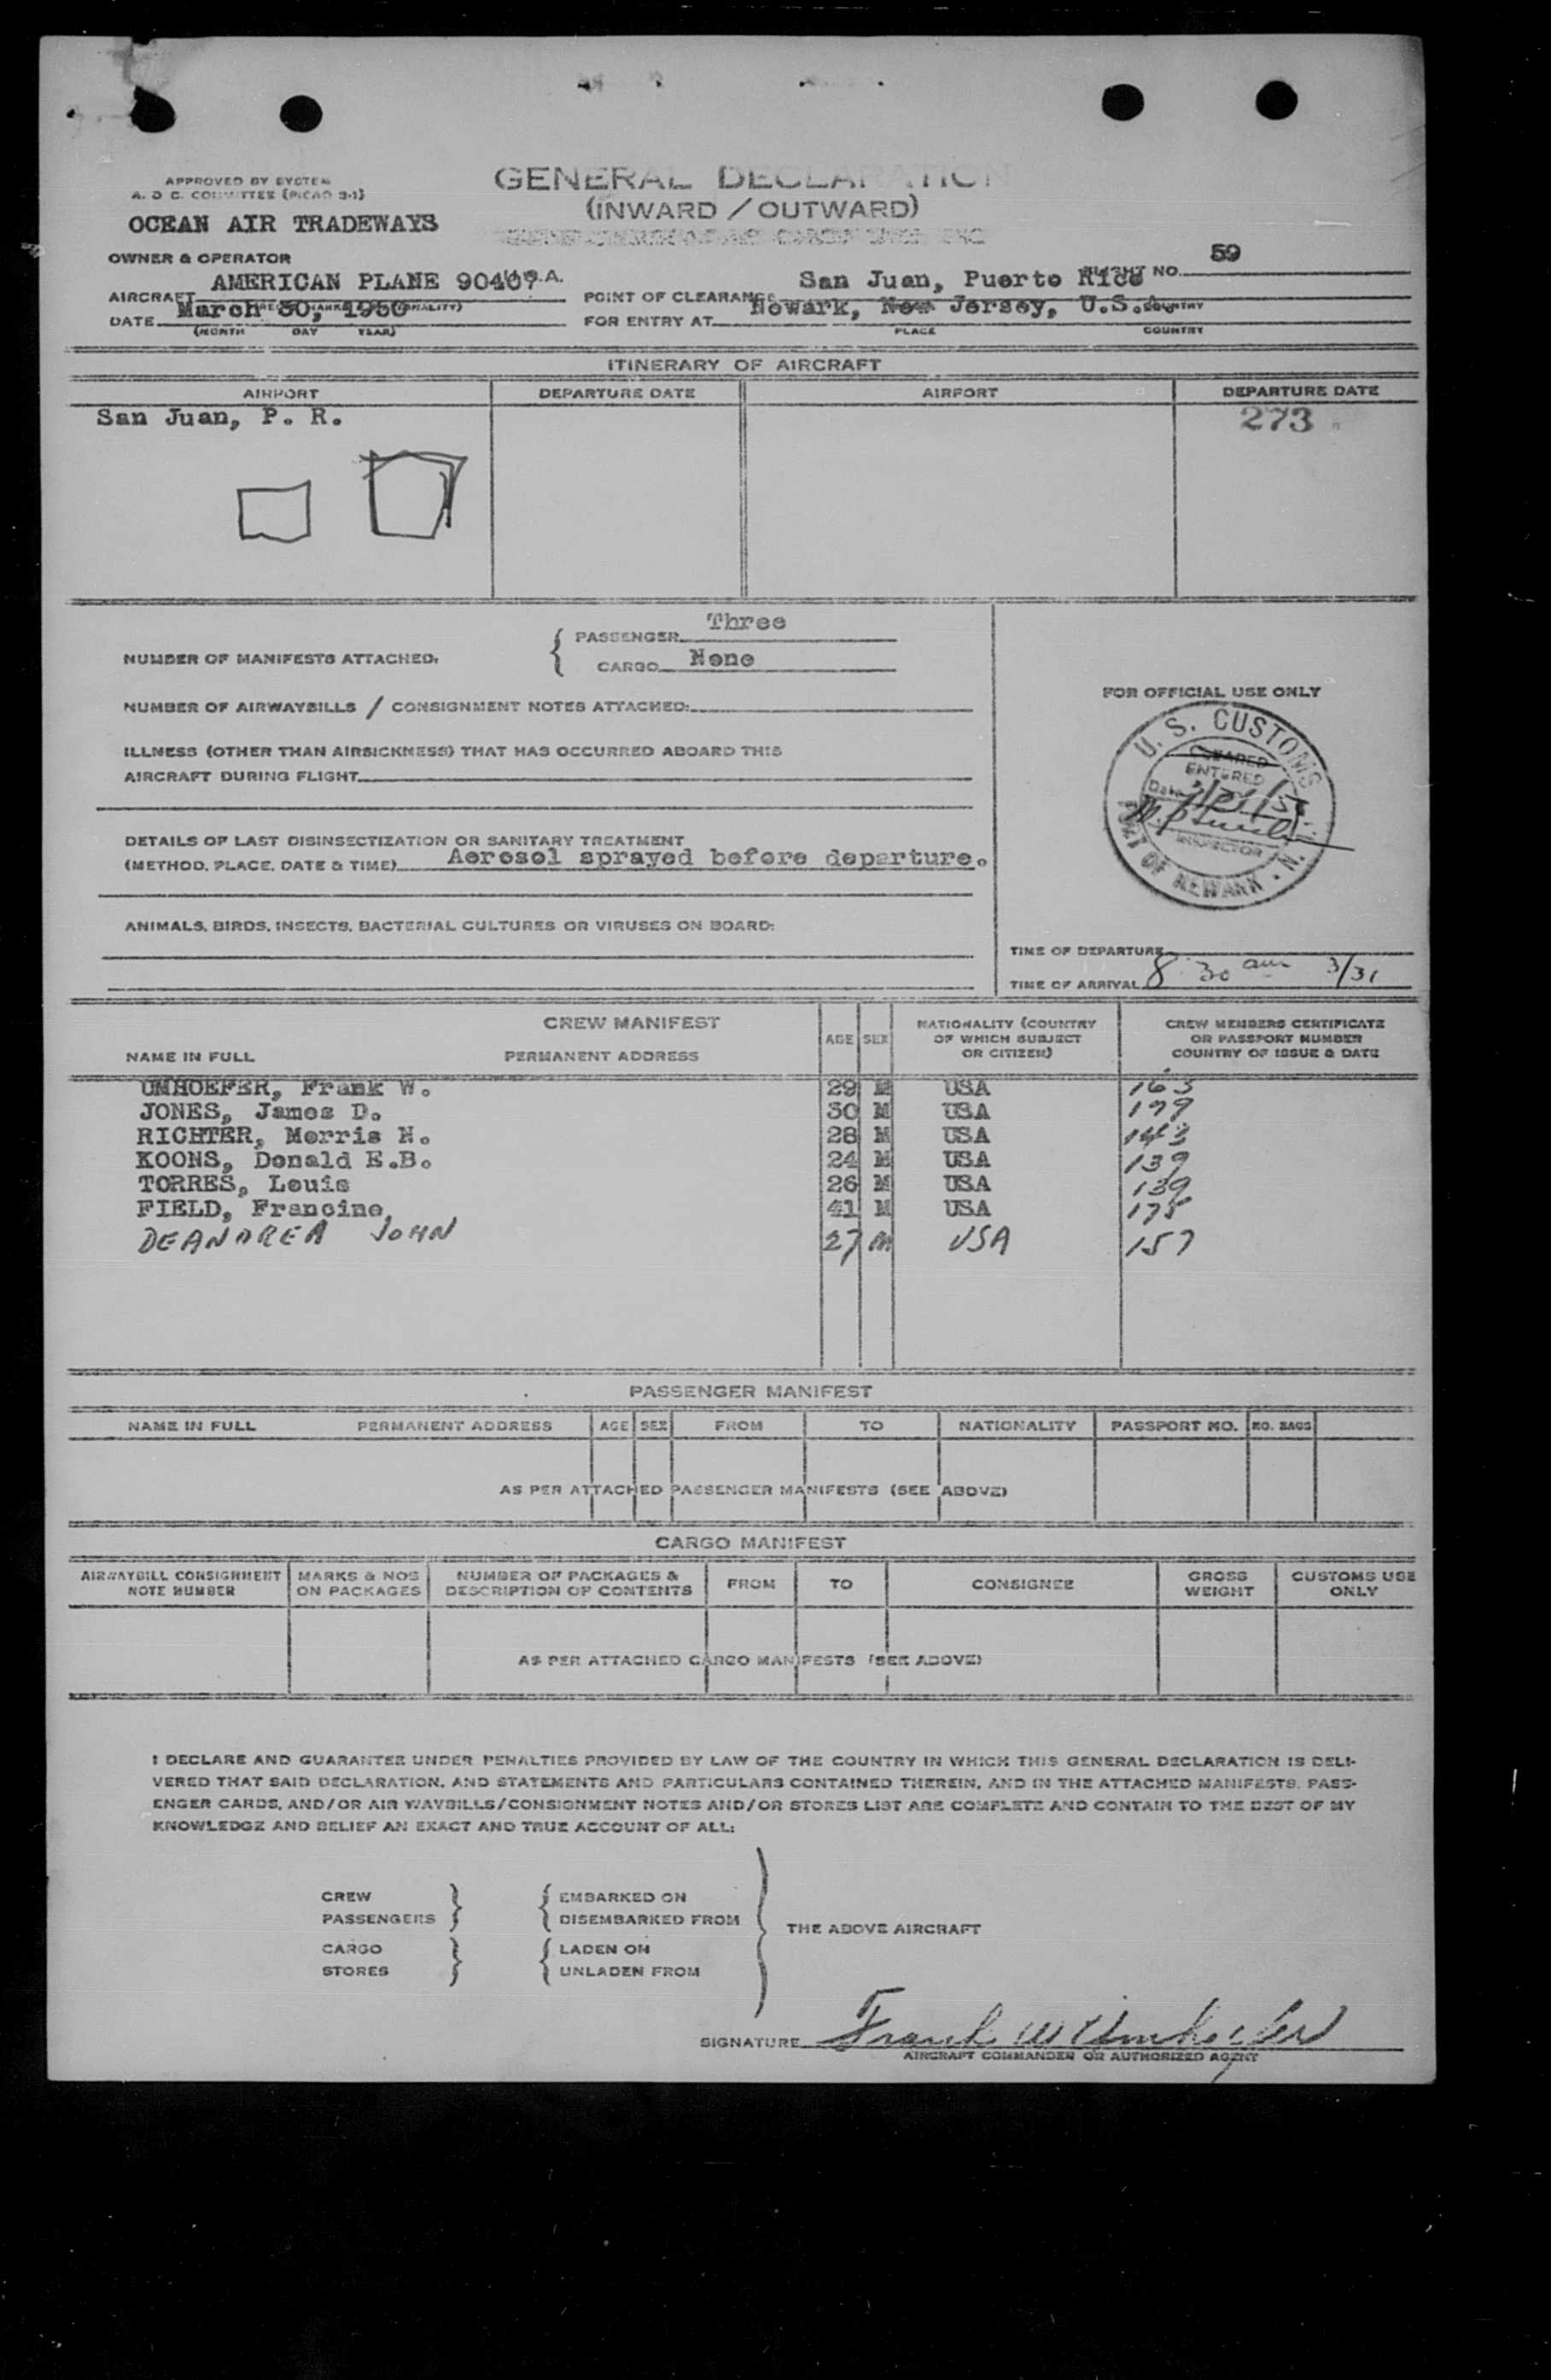 APPROVED BY SYSTEM
A. O C. COMMITTEE (PICAO 3-1)
GENERAL DECLARATION
(INWARD / OUTWARD)
OCEAN AIR TRADEWAYS
OWNER & OPERATOR
FLIGHT NO. 59
AIRCRAFT AMERICAN PLANE
POINT OF CLEARANCE San Juan, Puerto Rico
DATE March 30, 1950
(MONTH DAY YEAR)
FOR ENTRY AT Newark, New Jersey, U.S.A.
PLACE COUNTRY
ITINERARY OF AIRCRAFT
AIRPORT DEPARTURE DATE AIRPORT DEPARTURE DATE
San Juan, P. R. 273
NUMBER OF MANIFESTS ATTACHED. { PASSENGER Three
CARGO None
NUMBER OF AIRWAYBILLS / CONSIGNMENT NOTES ATTACHED:
ILLNESS (OTHER THAN AIRSICKNESS) THAT HAS OCCURRED ABOARD THIS
AIRCRAFT DURING FLIGHT
DETAILS OF LAST DISINSECTIZATION OR SANITARY TREATMENT
(METHOD, PLACE, DATE & TIME) Aerosol sprayed before departure.
ANIMALS, BIRDS, INSECTS, BACTERIAL CULTURES OR VIRUSES ON BOARD:
FOR OFFICIAL USE ONLY
U. S. CUSTOMS
CLEARED
ENTERED
Date
INSPECTOR
PORT OF NEWARK . N.
TIME OF DEPARTURE
TIME OF ARRIVAL 8:30 am 3/31
CREW MANIFEST
NAME IN FULL PERMANENT ADDRESS AGE SEX NATIONALITY (COUNTRY OF WHICH SUBJECT OR CITIZEN) CREW MEMBERS CERTIFICATE OR PASSPORT NUMBER COUNTRY OF ISSUE & DATE
UMHOEFER, Frank W. 29 M USA 163
JONES, James D. 30 M USA 179
RICHTER, Morris N. 28 M USA 143
KOONS, Donald E.B. 24 M USA 139
TORRES, Louis 26 M USA 139
FIELD, Francine 41 M USA 175
DEANDREA JOHN 27 M USA 157
PASSENGER MANIFEST
NAME IN FULL PERMANENT ADDRESS AGE SEX FROM TO NATIONALITY PASSPORT NO. NO. BAGS
AS PER ATTACHED PASSENGER MANIFESTS (SEE ABOVE)
CARGO MANIFEST
AIRWAYBILL CONSIGNMENT NOTE NUMBER MARKS & NOS ON PACKAGES NUMBER OF PACKAGES & DESCRIPTION OF CONTENTS FROM TO CONSIGNEE GROSS WEIGHT CUSTOMS USE ONLY
AS PER ATTACHED CARGO MANIFESTS (SEE ABOVE)
I DECLARE AND GUARANTEE UNDER PENALTIES PROVIDED BY LAW OF THE COUNTRY IN WHICH THIS GENERAL DECLARATION IS DELI-
VERED THAT SAID DECLARATION, AND STATEMENTS AND PARTICULARS CONTAINED THEREIN, AND IN THE ATTACHED MANIFESTS, PASS-
ENGER CARDS, AND/OR AIR WAYBILLS/CONSIGNMENT NOTES AND/OR STORES LIST ARE COMPLETE AND CONTAIN TO THE BEST OF MY
KNOWLEDGE AND BELIEF AN EXACT AND TRUE ACCOUNT OF ALL:
CREW } { EMBARKED ON
PASSENGERS DISEMBARKED FROM
THE ABOVE AIRCRAFT
CARGO } { LADEN ON
STORES UNLADEN FROM
SIGNATURE Frank W Umhoefer
AIRCRAFT COMMANDER OR AUTHORIZED AGENT